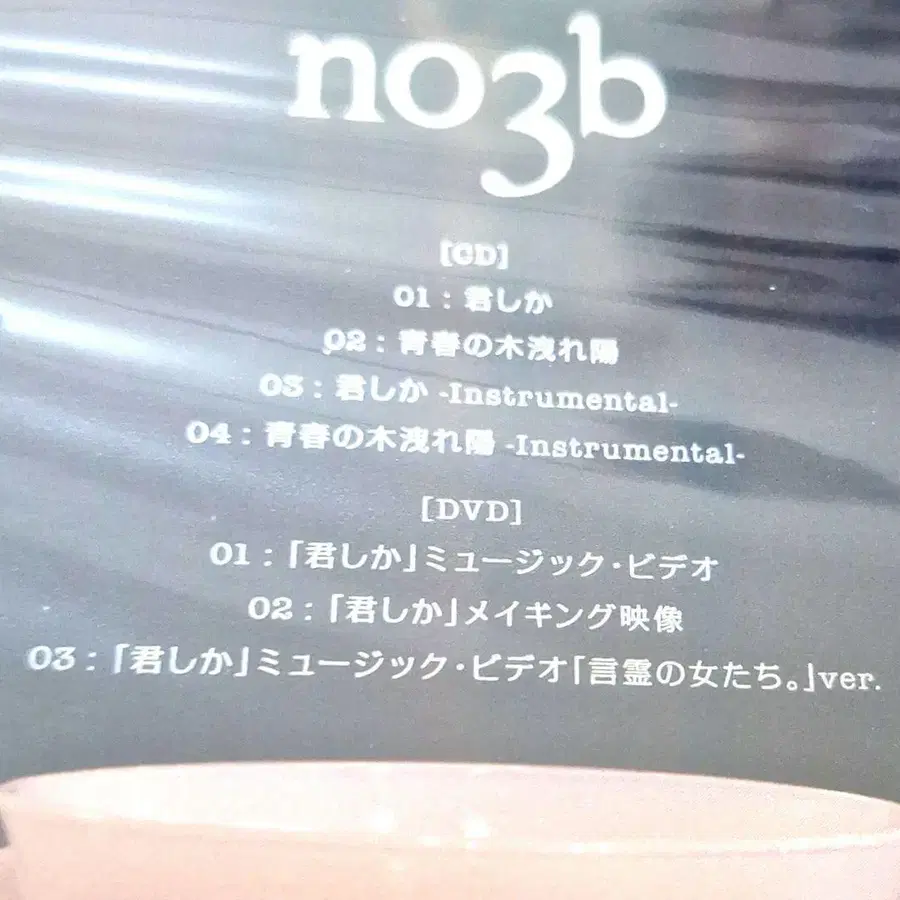 no3b
[CD]
01 : 君しか
02 : 青春の木洩れ陽
03 : 君しか -Instrumental-
04 : 青春の木洩れ陽 -Instrumental-
[DVD]
01 : 「君しか」ミュージック・ビデオ
02 : 「君しか」メイキング映像
03 : 「君しか」ミュージック・ビデオ「言霊の女たち。」ver.